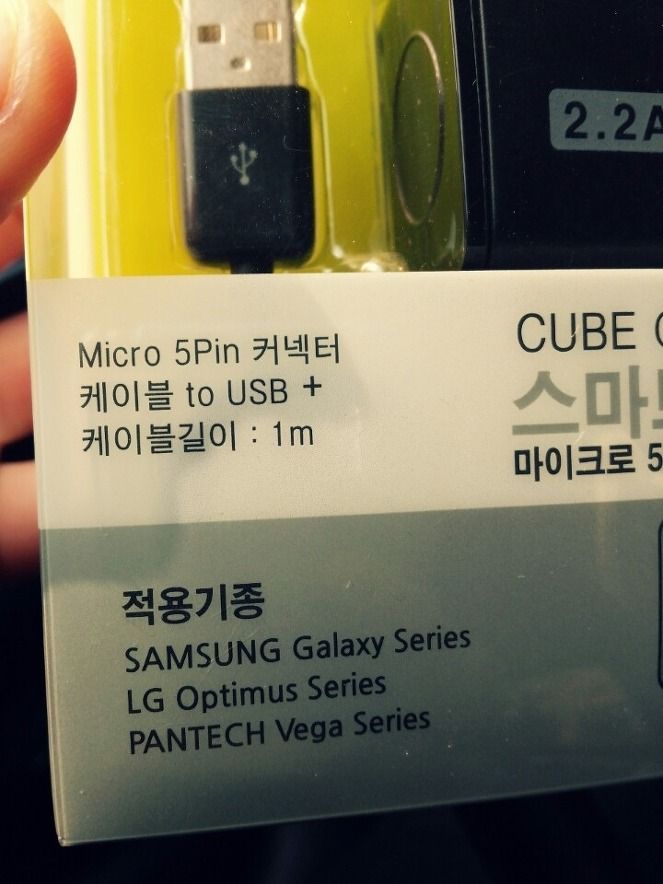 2.2A
Micro 5Pin 커넥터
케이블 to USB +
케이블길이 : 1m
CUBE
마이크로 5
적용기종
SAMSUNG Galaxy Series
LG Optimus Series
PANTECH Vega Series